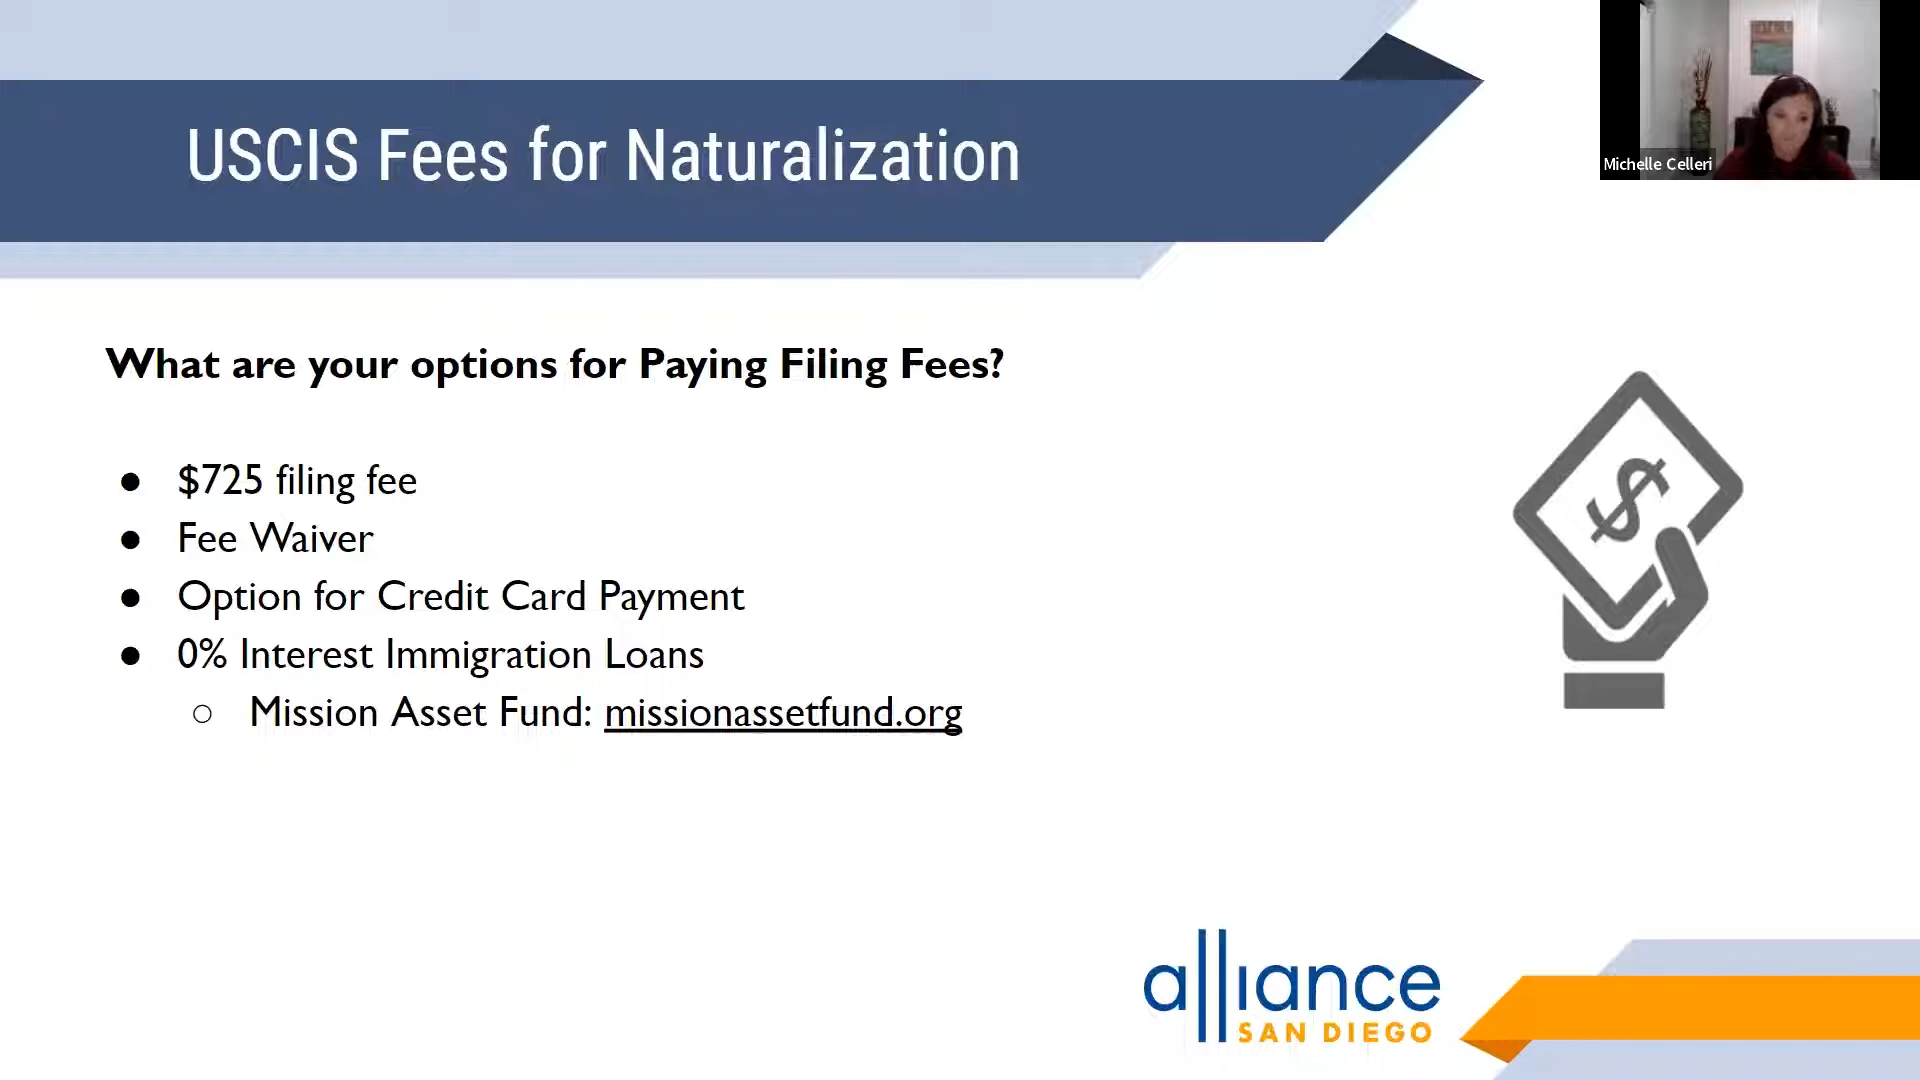 USCIS Fees for Naturalization
Michelle Celleri
What are your options for Paying Filing Fees?
● $725 filing fee
● Fee Waiver
● Option for Credit Card Payment
● 0% Interest Immigration Loans
○ Mission Asset Fund: missionassetfund.org
$
alliance
SAN DIEGO